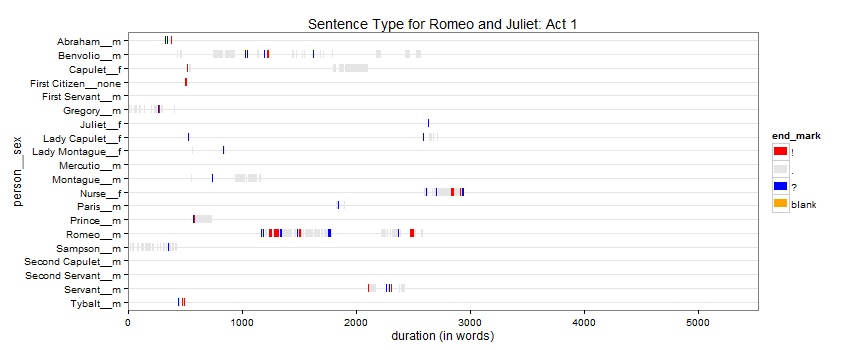 Sentence Type for Romeo and Juliet: Act 1
person__sex
Abraham__m
Benvolio__m
Capulet__f
First Citizen__none
First Servant__m
Gregory__m
Juliet__f
Lady Capulet__f
Lady Montague__f
Mercutio__m
Montague__m
Nurse__f
Paris__m
Prince__m
Romeo__m
Sampson__m
Second Capulet__m
Second Servant__m
Servant__m
Tybalt__m
0 1000 2000 3000 4000 5000
duration (in words)
end_mark
!
.
?
blank